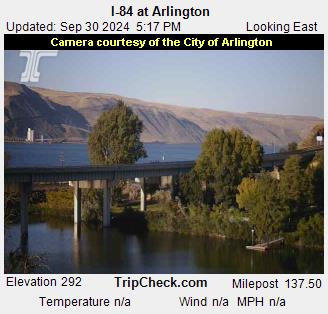 I-84 at Arlington
Updated: Sep 30 2024 5:17 PM Looking East
Camera courtesy of the City of Arlington
Elevation 292 TripCheck.com Milepost 137.50
Temperature n/a Wind n/a MPH n/a